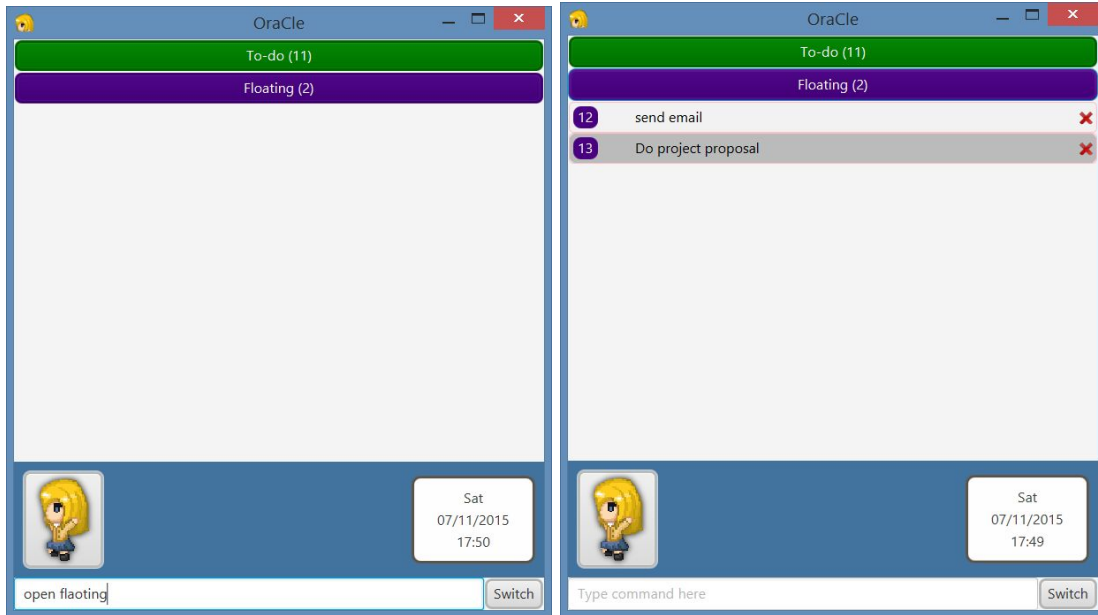 OraCle
To-do (11)
Floating (2)
Sat
07/11/2015
17:50
open flaoting
Switch
OraCle
To-do (11)
Floating (2)
12 send email
13 Do project proposal
Sat
07/11/2015
17:49
Type command here
Switch